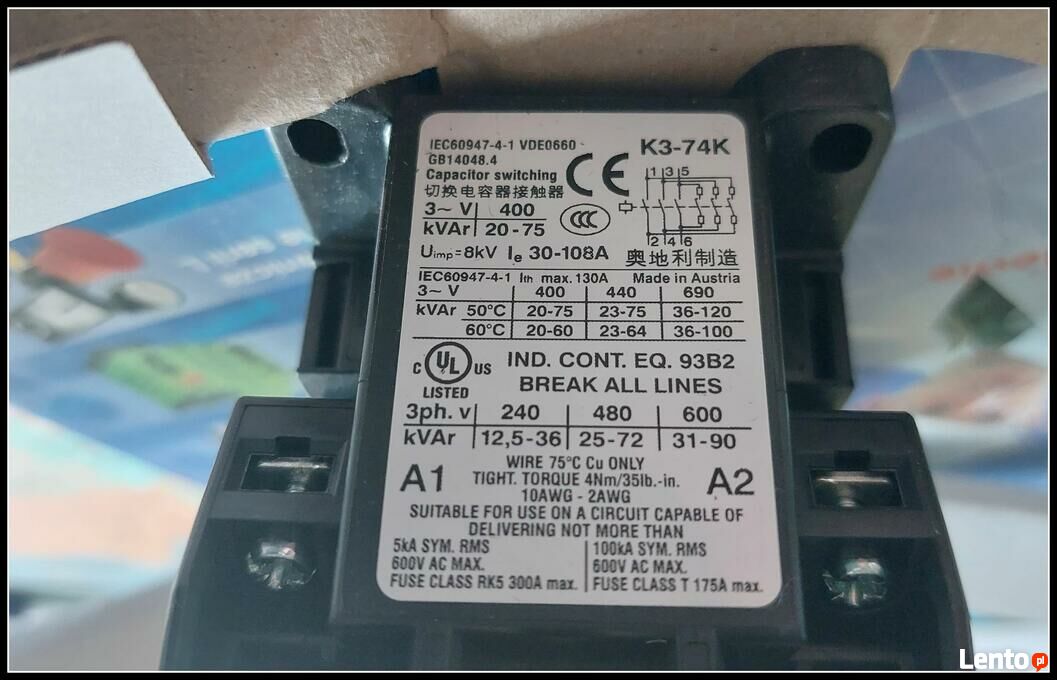 IEC60947-4-1 VDE0660
GB14048.4
Capacitor switching
切换电容器接触器
CE
K3-74K
3~ V 400
kVAr 20-75
CCC
1 3 5
2 4 6
Uimp=8kV Ie 30-108A
奥地利制造
IEC60947-4-1 Ith max. 130A Made in Austria
3~ V 400 440 690
kVAr 50°C 20-75 23-75 36-120
60°C 20-60 23-64 36-100
C UL US
LISTED
IND. CONT. EQ. 93B2
BREAK ALL LINES
3ph. v 240 480 600
kVAr 12,5-36 25-72 31-90
WIRE 75°C Cu ONLY
A1
TIGHT. TORQUE 4Nm/35lb.-in.
A2
10AWG - 2AWG
SUITABLE FOR USE ON A CIRCUIT CAPABLE OF
DELIVERING NOT MORE THAN
5kA SYM. RMS
600V AC MAX.
FUSE CLASS RK5 300A max.
100kA SYM. RMS
600V AC MAX.
FUSE CLASS T 175A max.
Lento pl